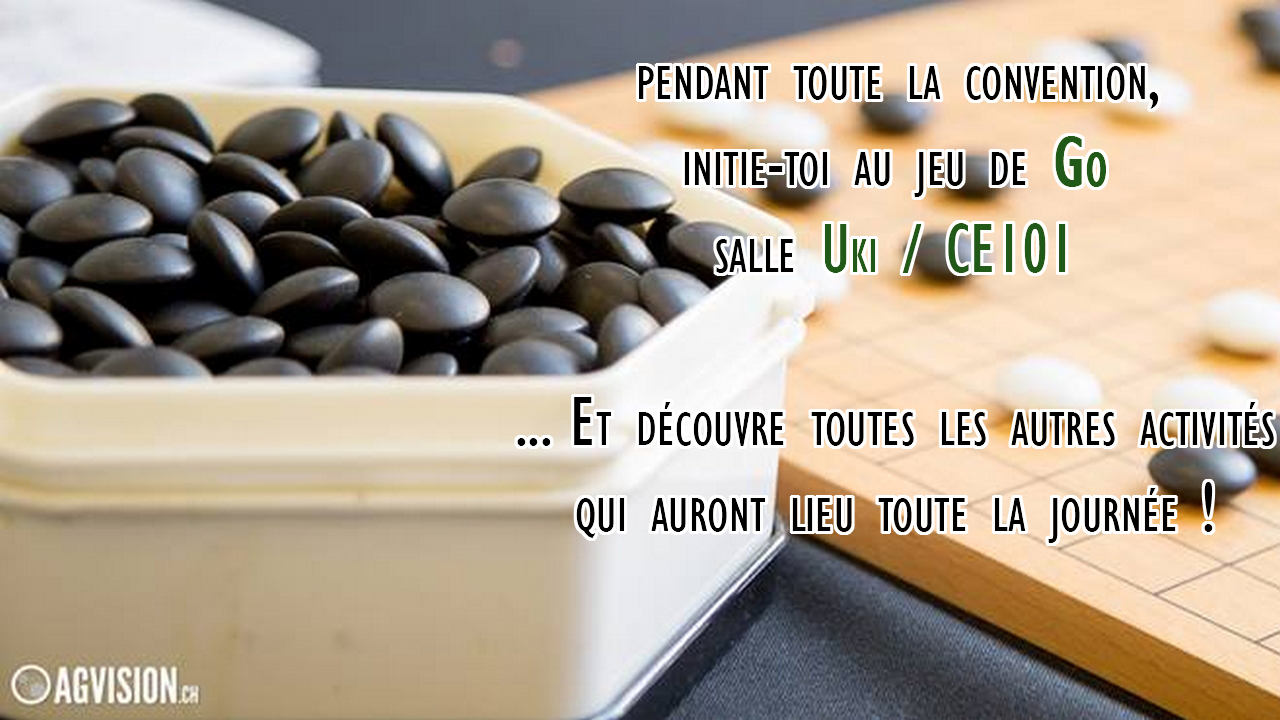 PENDANT TOUTE LA CONVENTION,
INITIE-TOI AU JEU DE GO
SALLE UKI / CE101
... ET DÉCOUVRE TOUTES LES AUTRES ACTIVITÉS
QUI AURONT LIEU TOUTE LA JOURNÉE !
AGVISION.CH